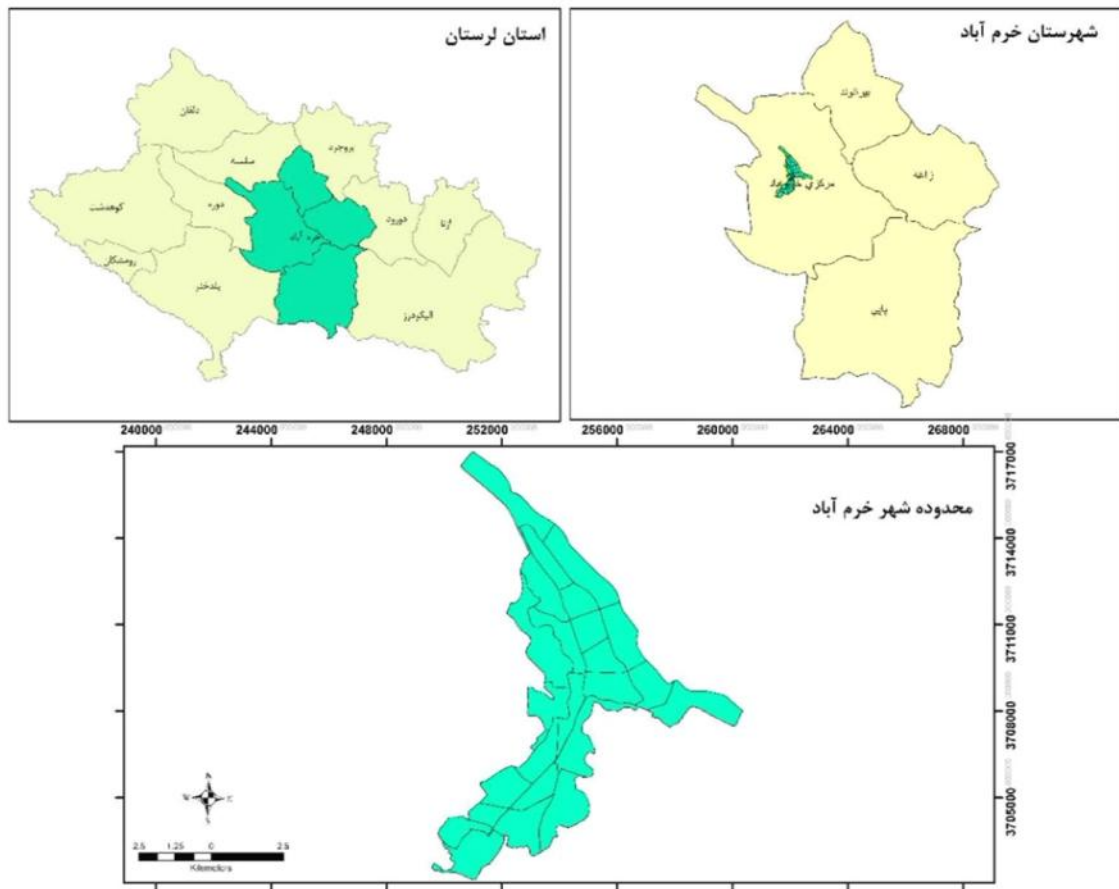 استان لرستان
دلفان
بروجرد
سلسله
کوهدشت
دوره
خرم آباد
دورود
ازنا
رومشکان
پلدختر
الیگودرز
شهرستان خرم آباد
بهرانوند
زاغه
مرکزی
پاپی
240000 244000 248000 252000 256000 260000 264000 268000
محدوده شهر خرم آباد
3717000
3714000
3711000
3708000
3705000
N
W E
S
2.5 1.25 0 2.5
Kilometers